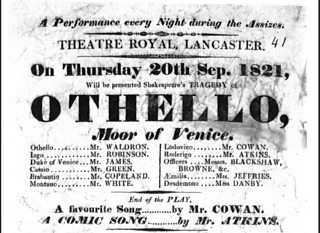 A Performance every Night during the Assizes.
THEATRE ROYAL, LANCASTER. 41
On Thursday 20th Sep. 1821,
Will be presented Shakespeare's TRAGEDY of
OTHELLO,
Moor of Venice.
Othello............Mr. WALDRON.
Iago...............Mr. ROBINSON.
Duke of Venice...Mr. JAMES.
Cassio.............Mr. GREEN.
Brabantio.........Mr. COPELAND.
Montano..........Mr. WHITE.
Lodovico............Mr. COWAN.
Roderigo......Mr. ATKINS.
Officers...Messrs. BLACKSHAW,
BROWNE, &c.
Æmilia......Mrs. JEFFRIES.
Desdemona...Miss DANBY.
End of the PLAY,
A favourite Song............by Mr. COWAN.
A COMIC SONG............by Mr. ATKINS.